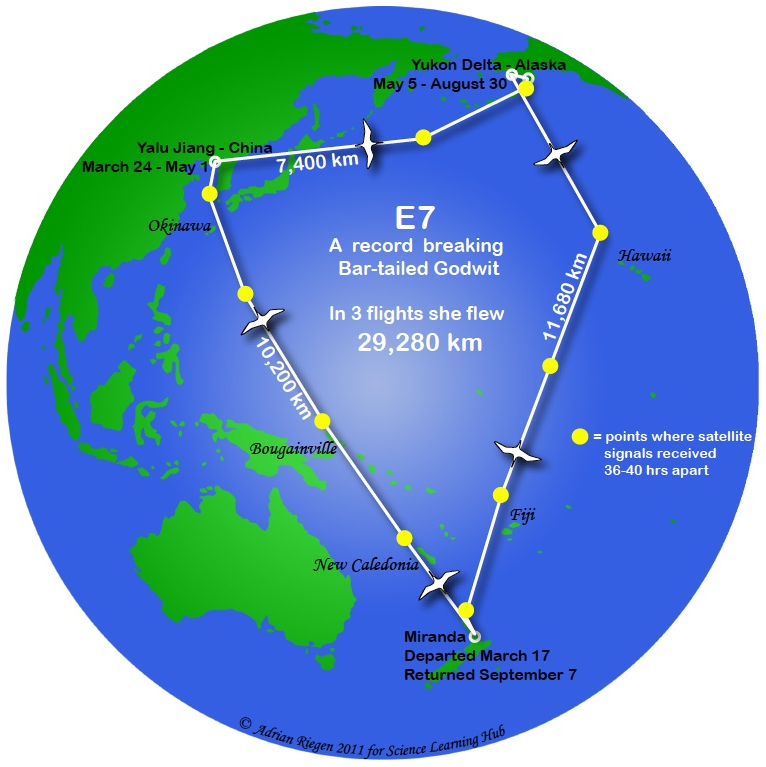 Yukon Delta - Alaska
May 5 - August 30
Yalu Jiang - China
March 24 - May 1
7,400 km
Okinawa
E7
A record breaking
Bar-tailed Godwit
In 3 flights she flew
29,280 km
Hawaii
11,680 km
10,200 km
= points where satellite
signals received
36-40 hrs apart
Bougainville
Fiji
New Caledonia
Miranda
Departed March 17
Returned September 7
© Adrian Riegen 2011 for Science Learning Hub